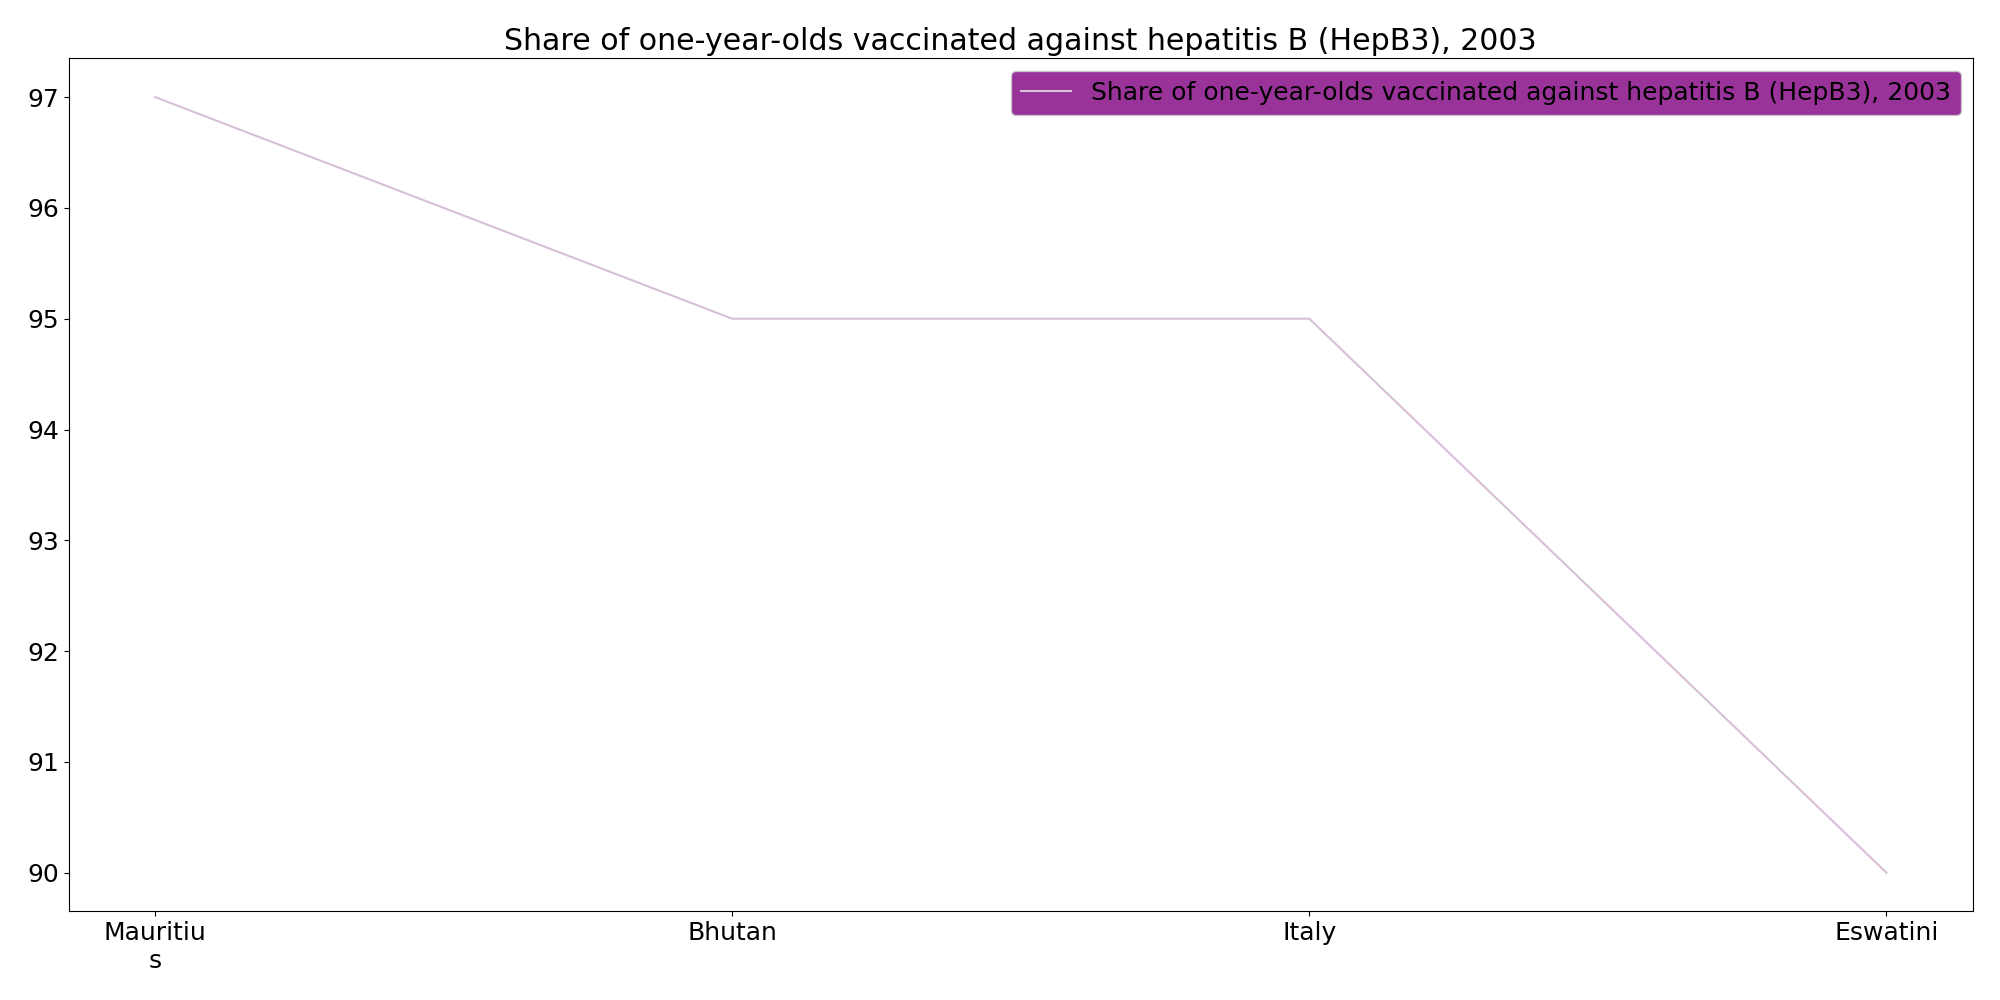 Share of one-year-olds vaccinated against hepatitis B (HepB3), 2003
Share of one-year-olds vaccinated against hepatitis B (HepB3), 2003
97
96
95
94
93
92
91
90
Mauritiu
s
Bhutan
Italy
Eswatini